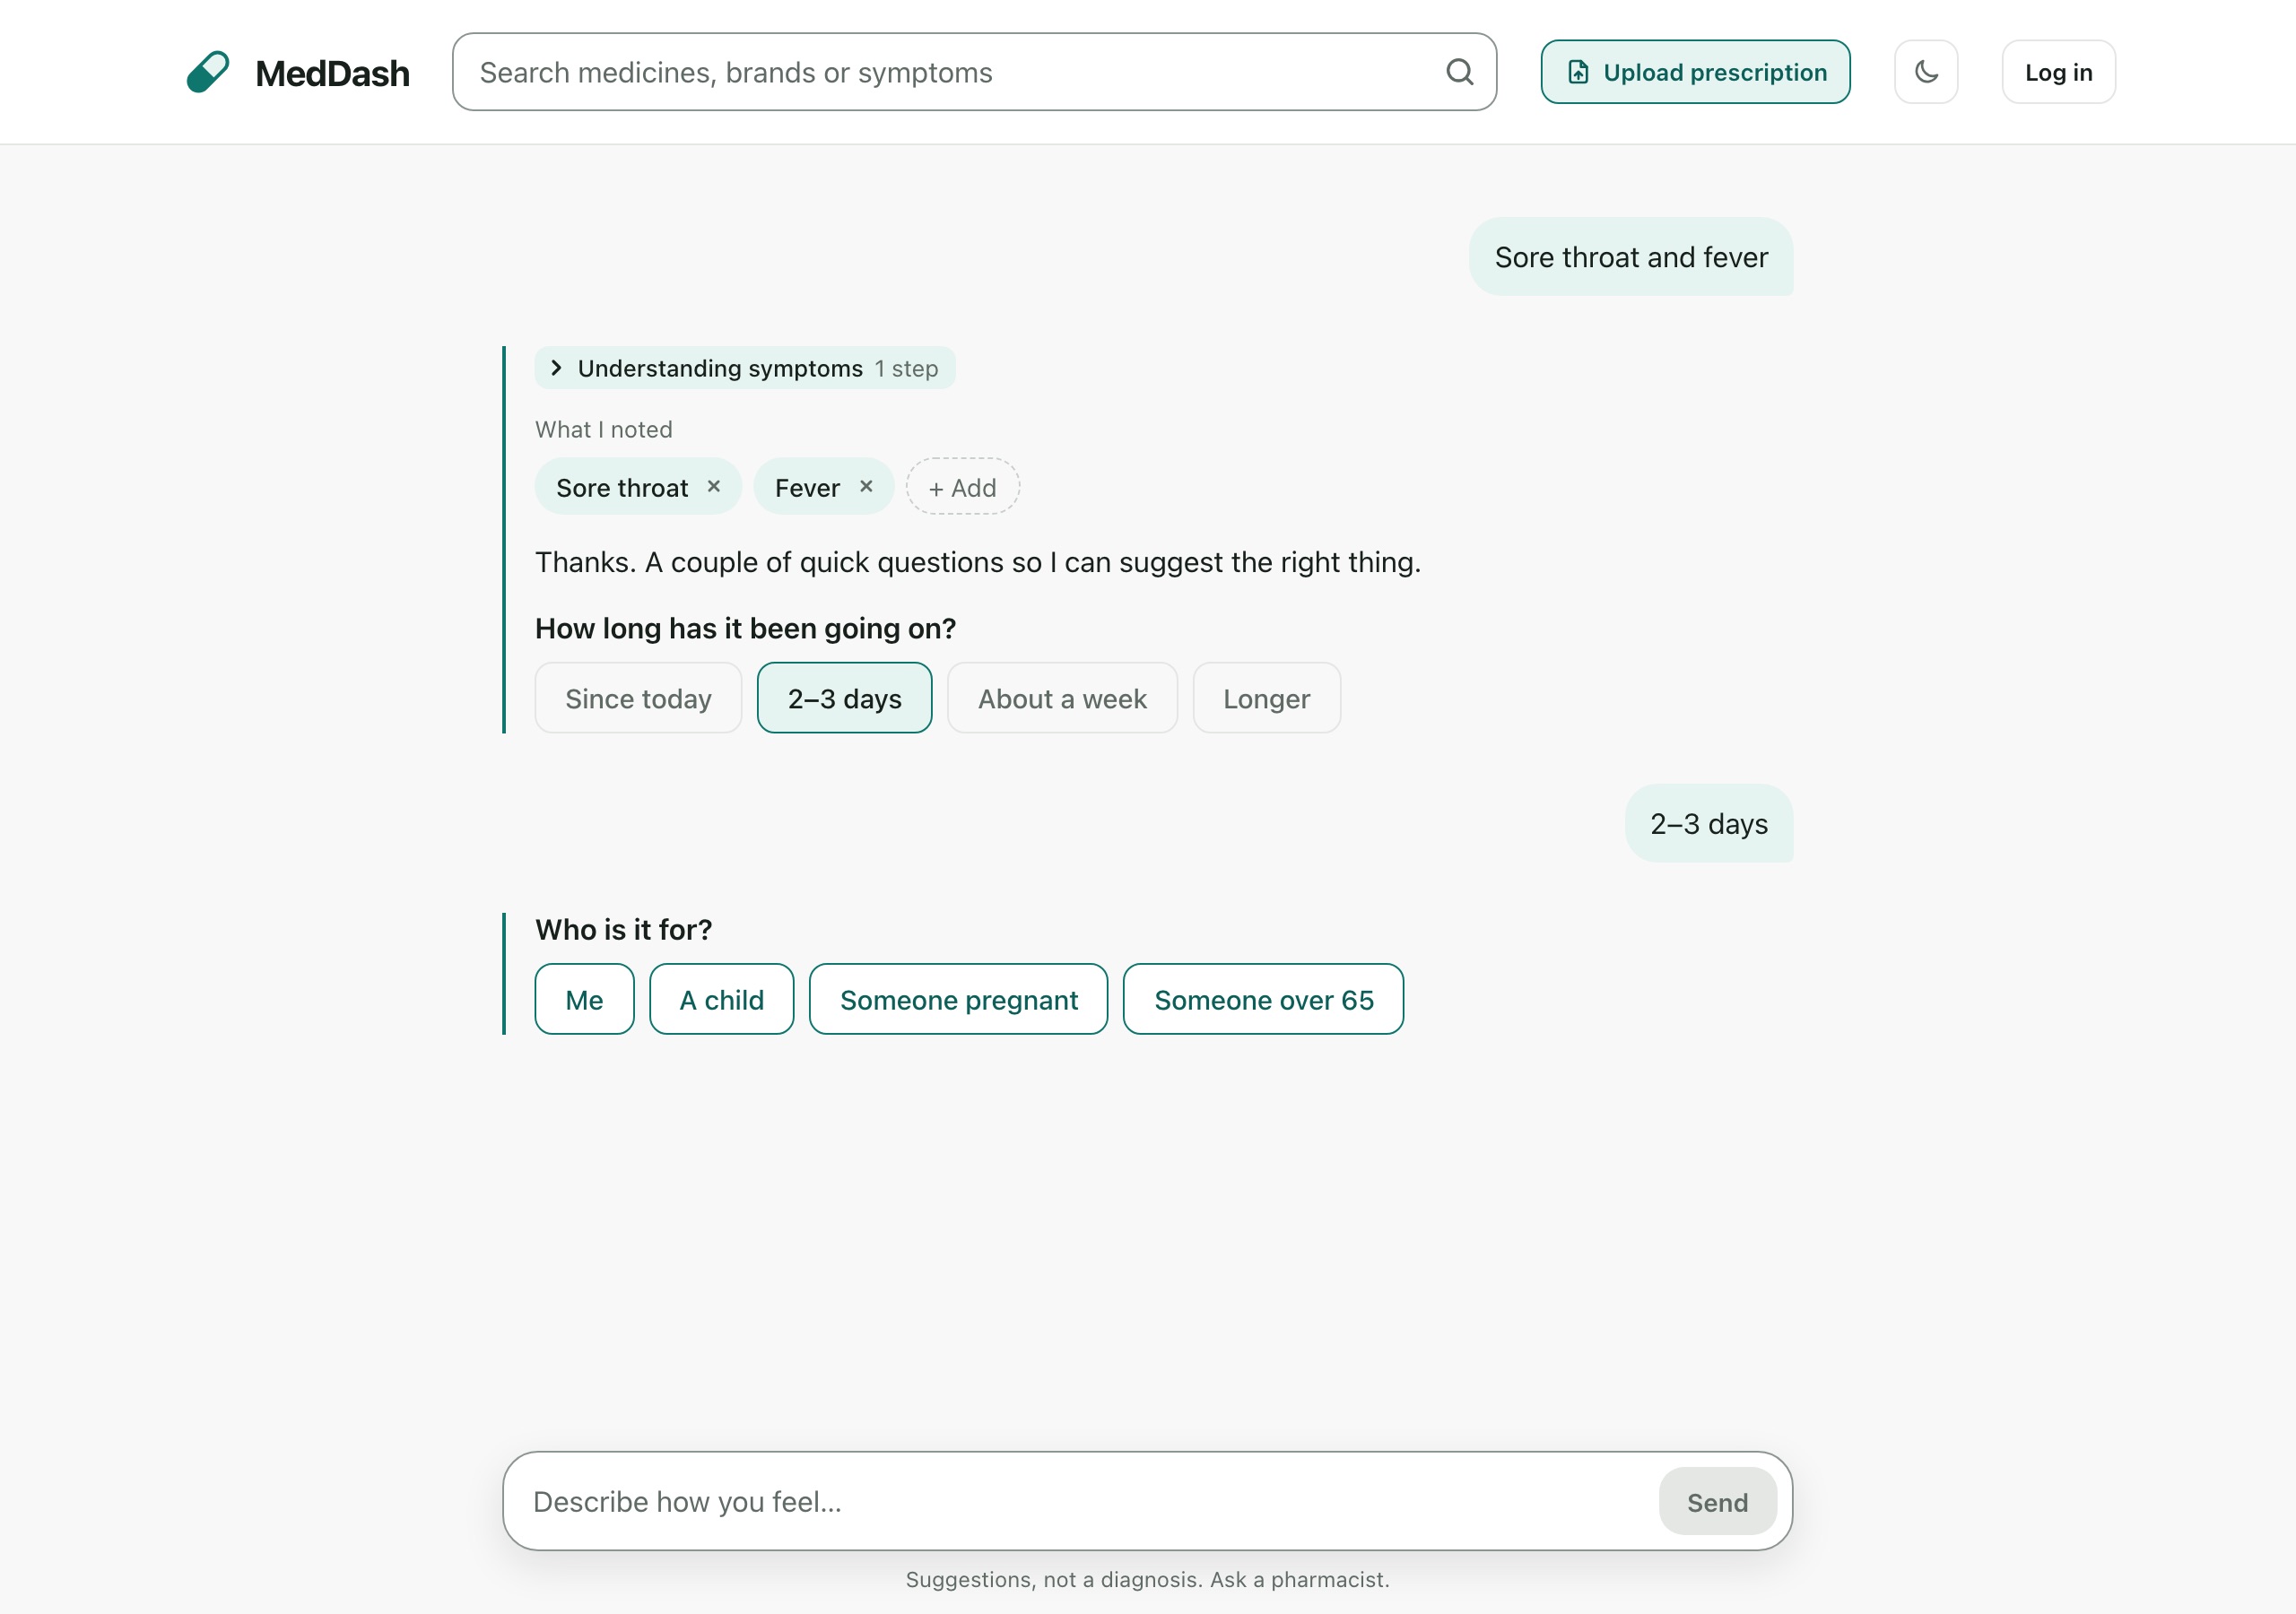 MedDash
Search medicines, brands or symptoms
Upload prescription
Log in
Sore throat and fever
Understanding symptoms 1 step
What I noted
Sore throat × Fever × + Add
Thanks. A couple of quick questions so I can suggest the right thing.
How long has it been going on?
Since today 2–3 days About a week Longer
2–3 days
Who is it for?
Me A child Someone pregnant Someone over 65
Describe how you feel...
Send
Suggestions, not a diagnosis. Ask a pharmacist.